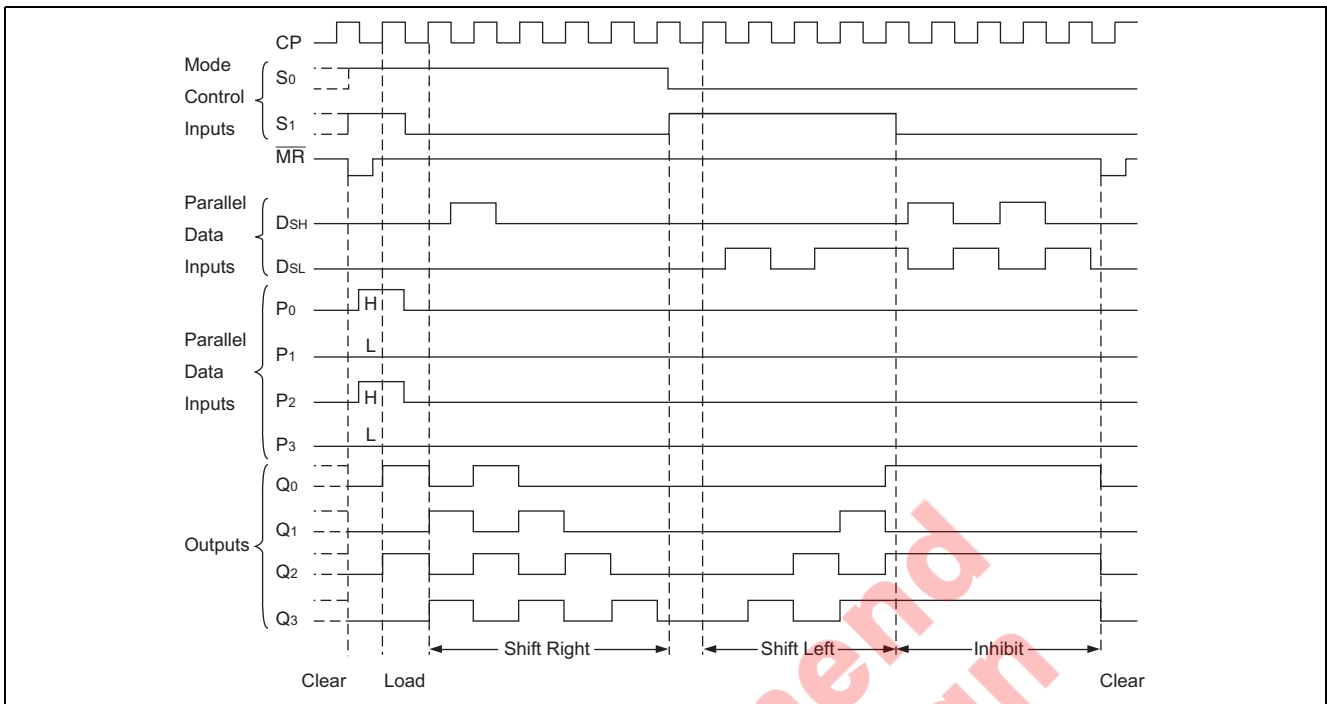 CP
Mode
Control
Inputs
S0
S1
MR
Parallel
Data
Inputs
DSH
DSL
Parallel
Data
Inputs
P0
H
P1
L
P2
H
P3
L
Outputs
Q0
Q1
Q2
Q3
Shift Right
Shift Left
Inhibit
Clear
Load
Clear